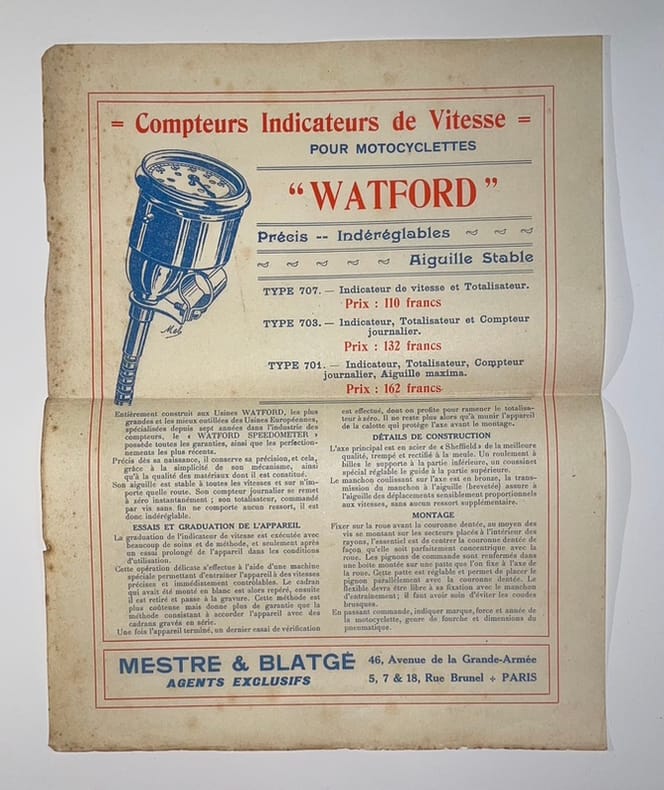 = Compteurs Indicateurs de Vitesse =
POUR MOTOCYCLETTES
“WATFORD”
Précis -- Indéréglables
Aiguille Stable
TYPE 707. — Indicateur de vitesse et Totalisateur.
Prix : 110 francs
TYPE 703. — Indicateur, Totalisateur et Compteur
journalier.
Prix : 132 francs
TYPE 701. — Indicateur, Totalisateur, Compteur
journalier, Aiguille maxima.
Prix : 162 francs
Entièrement construit aux Usines WATFORD, les plus
grandes et les mieux outillées des Usines Européennes,
spécialisées depuis sept années dans l'industrie des
compteurs, le « WATFORD SPEEDOMETER »
possède toutes les garanties, ainsi que les perfection-
nements les plus récents.
Précis dès sa naissance, il conserve sa précision, et cela,
grâce à la simplicité de son mécanisme, ainsi
qu'à la qualité des matériaux dont il est constitué.
Son aiguille est stable à toutes les vitesses et sur n'im-
porte quelle route. Son compteur journalier se remet
à zéro instantanément ; son totalisateur, commandé
par vis sans fin ne comporte aucun ressort, il est
donc indéréglable.
ESSAIS ET GRADUATION DE L'APPAREIL
La graduation de l'indicateur de vitesse est exécutée avec
beaucoup de soins et de méthode, et seulement après
un essai prolongé de l'appareil dans les conditions
d'utilisation.
Cette opération délicate s'effectue à l'aide d'une machine
spéciale permettant d'entraîner l'appareil à des vitesses
précises et immédiatement contrôlables. Le cadran
qui avait été monté en blanc est alors repéré, ensuite
il est retiré et passe à la gravure. Cette méthode est
plus coûteuse mais donne plus de garantie que la
méthode consistant à accorder l'appareil avec des
cadrans gravés en série.
Une fois l'appareil terminé, un dernier essai de vérification
est effectué, dont on profite pour ramener le totalisa-
teur à zéro. Il ne reste plus alors qu'à munir l'appareil
de la calotte qui protège l'axe avant le montage.
DÉTAILS DE CONSTRUCTION
L'axe principal est en acier de « Sheffield » de la meilleure
qualité, trempé et rectifié à la meule. Un roulement à
billes le supporte à la partie inférieure, un coussinet
spécial réglable le guide à la partie supérieure.
Le manchon coulissant sur l'axe est en bronze, la trans-
mission du manchon à l'aiguille (brevetée) assure à
l'aiguille des déplacements sensiblement proportionnels
aux vitesses, sans aucun ressort supplémentaire.
MONTAGE
Fixer sur la roue avant la couronne dentée, au moyen des
vis se montant sur les secteurs placés à l'intérieur des
rayons, l'essentiel est de centrer la couronne dentée de
façon qu'elle soit parfaitement concentrique avec la
roue. Les pignons de commande sont renfermés dans
une boite montée sur une patte que l'on fixe à l'axe de
la roue. Cette patte est réglable et permet de placer le
pignon parallèlement avec la couronne dentée. Le
flexible devra être libre à sa fixation avec le manchon
d'entraînement ; il faut avoir soin d'éviter les coudes
brusques.
En passant commande, indiquer marque, force et année de
la motocyclette, genre de fourche et dimensions du
pneumatique.
MESTRE & BLATGÉ
AGENTS EXCLUSIFS
46, Avenue de la Grande-Armée
5, 7 & 18, Rue Brunel ÷ PARIS